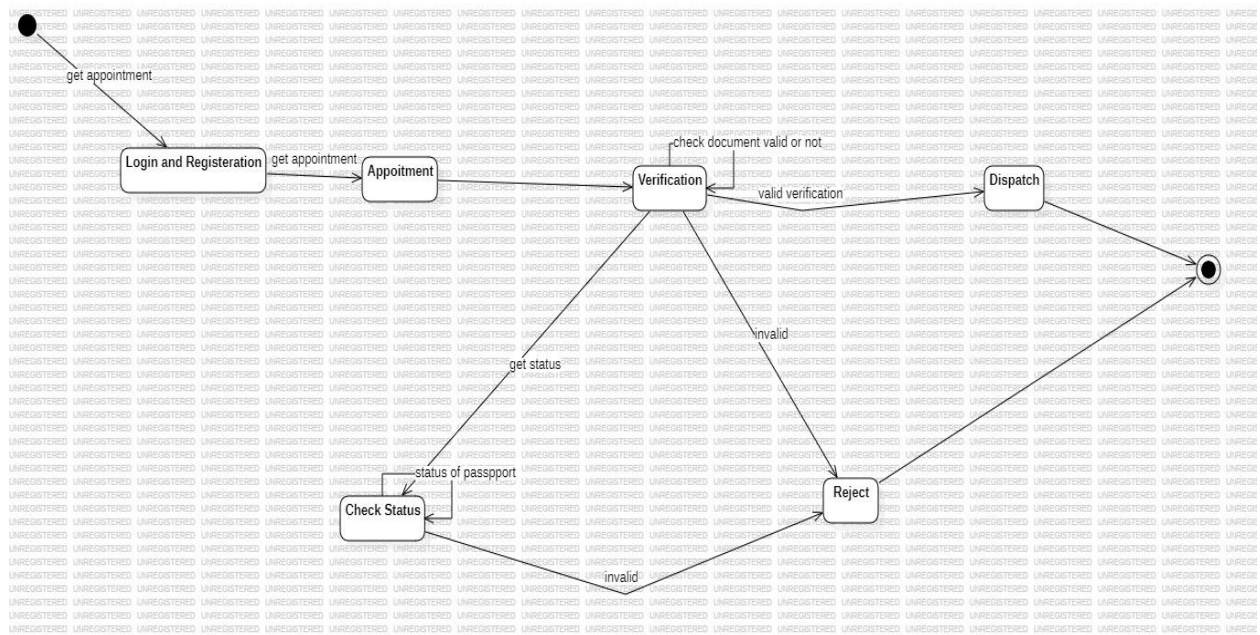 get appointment
Login and Registeration
get appointment
Appoitment
check document valid or not
Verification
valid verification
Dispatch
invalid
get status
status of passpport
Check Status
Reject
invalid
UNREGISTERED